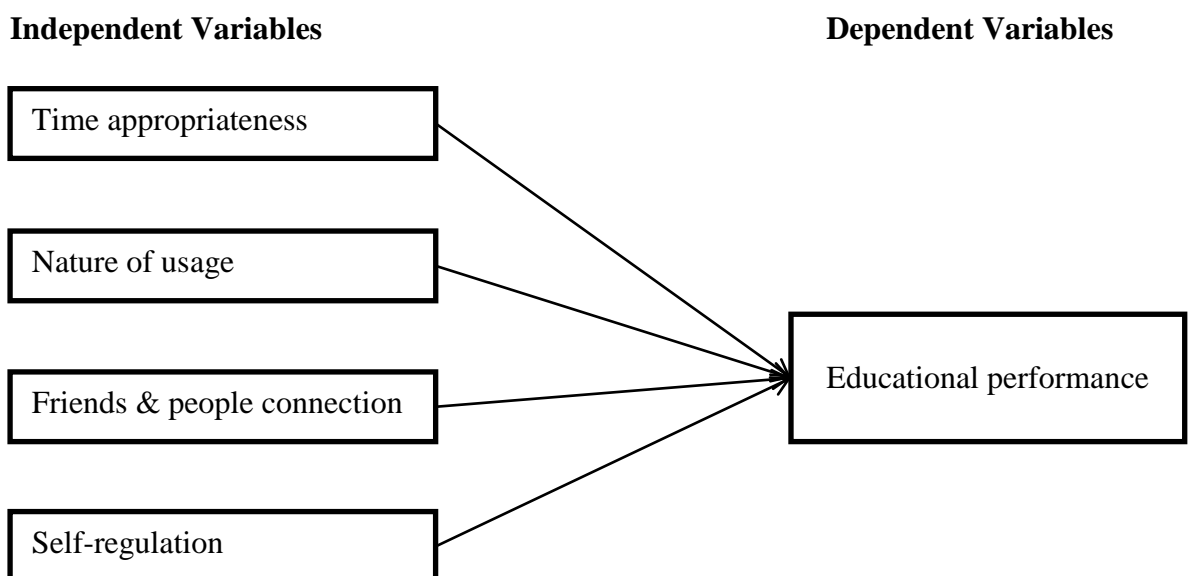 Independent Variables
Dependent Variables
Time appropriateness
Nature of usage
Friends & people connection
Educational performance
Self-regulation